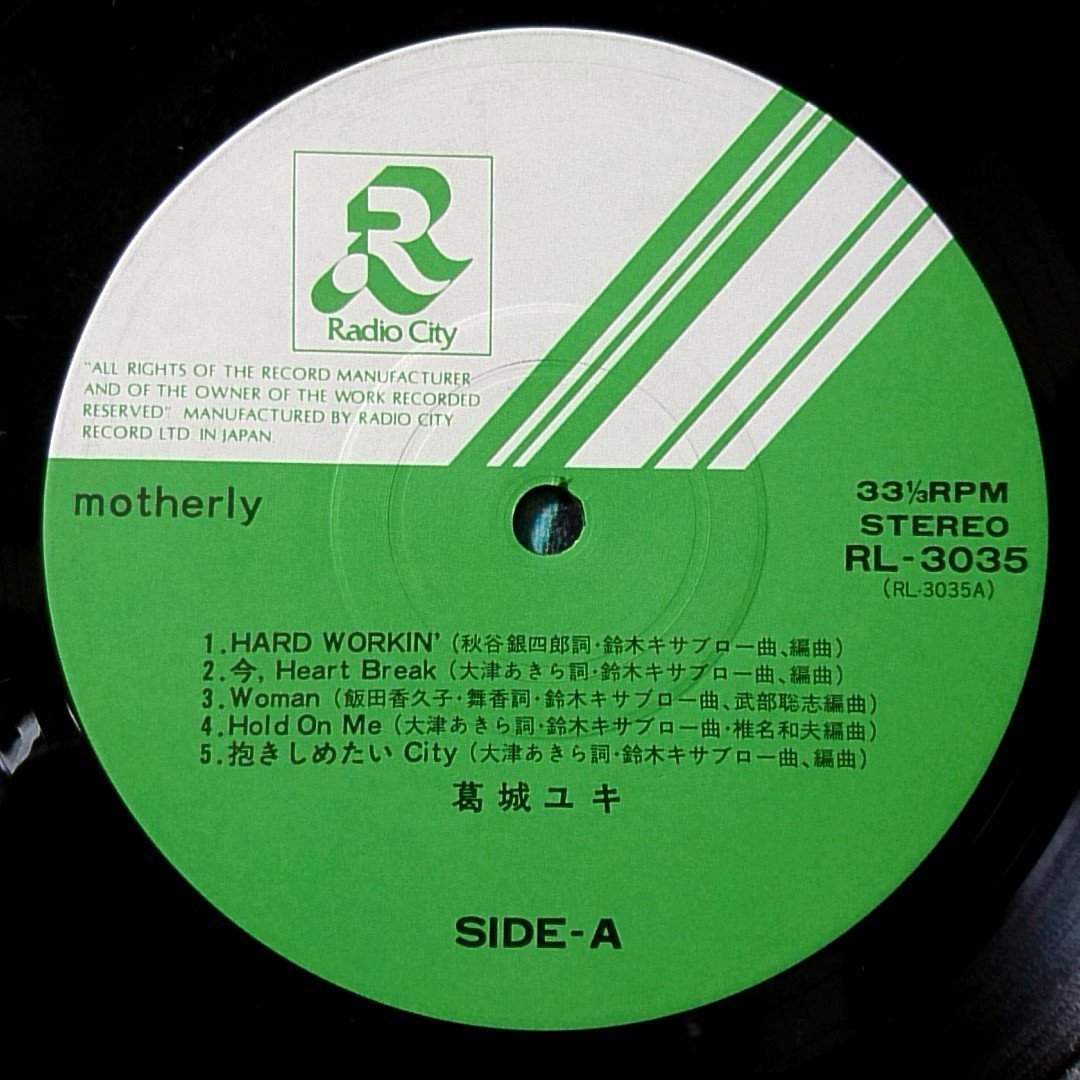 Radio City
"ALL RIGHTS OF THE RECORD MANUFACTURER
AND OF THE OWNER OF THE WORK RECORDED
RESERVED" MANUFACTURED BY RADIO CITY
RECORD LTD. IN JAPAN.
motherly
33⅓RPM
STEREO
RL-3035
(RL-3035A)
1.HARD WORKIN' (秋谷銀四郎詞・鈴木キサブロー曲、編曲)
2.今, Heart Break (大津あきら詞・鈴木キサブロー曲、編曲)
3.Woman (飯田香久子・舞香詞・鈴木キサブロー曲、武部聡志編曲)
4.Hold On Me (大津あきら詞・鈴木キサブロー曲・椎名和夫編曲)
5.抱きしめたい City (大津あきら詞・鈴木キサブロー曲、編曲)
葛城ユキ
SIDE-A